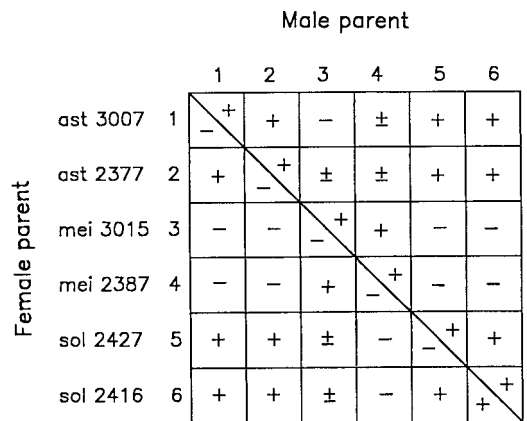 Male parent
1 2 3 4 5 6
Female parent
ast 3007 1 − + + − ± + +
ast 2377 2 + − + ± ± + +
mei 3015 3 − − − + + − −
mei 2387 4 − − + − + − −
sol 2427 5 + + ± − − + +
sol 2416 6 + + ± − + + +